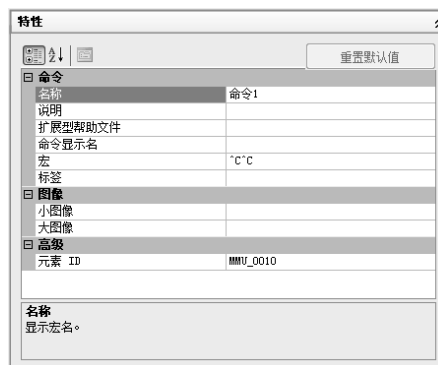 特性
重置默认值
命令
名称 命令1
说明
扩展型帮助文件
命令显示名
宏 ^C^C
标签
图像
小图像
大图像
高级
元素 ID MMU_0010
名称
显示宏名。